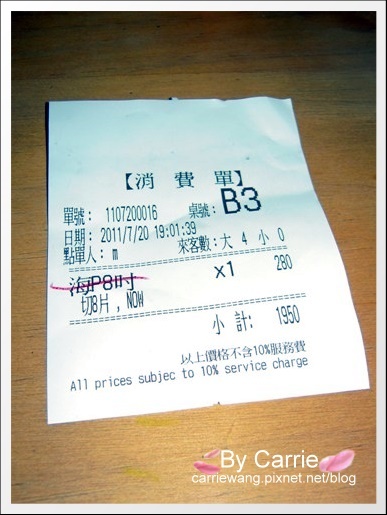 【消費單】
單號： 1107200016 桌號： B3
日期： 2011/7/20 19:01:39
點單人： m 來客數：大 4 小 0
海P8吋 x1 280
切8片 , NOW
小 計： 1950
以上價格不含10%服務費
All prices subjec to 10% service charge
By Carrie
carriewang.pixnet.net/blog